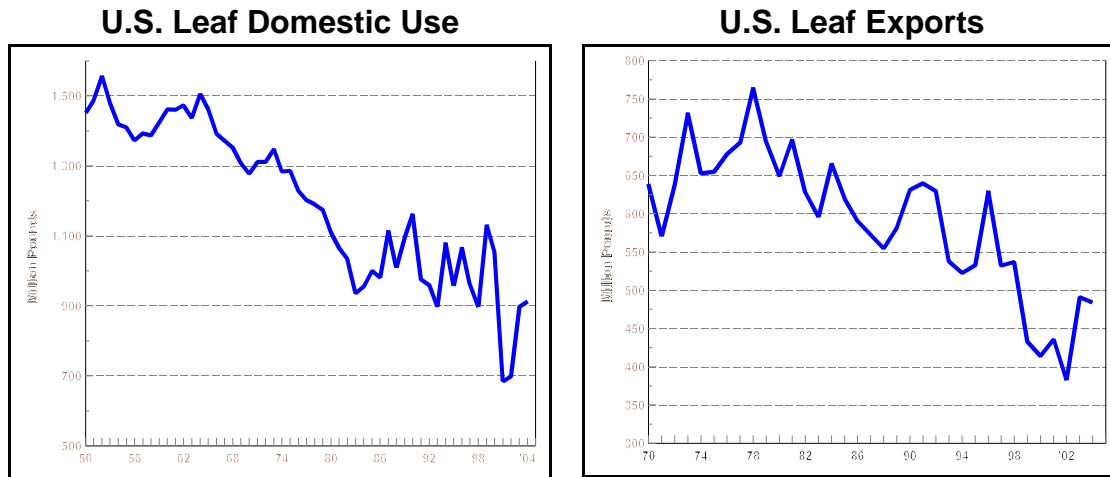 U.S. Leaf Domestic Use
1,500
1,300
1,100
900
700
500
Million Pounds
50 56 62 68 74 80 86 92 98 '04
U.S. Leaf Exports
800
750
700
650
600
550
500
450
400
350
300
Million Pounds
70 74 78 82 86 90 94 98 '02